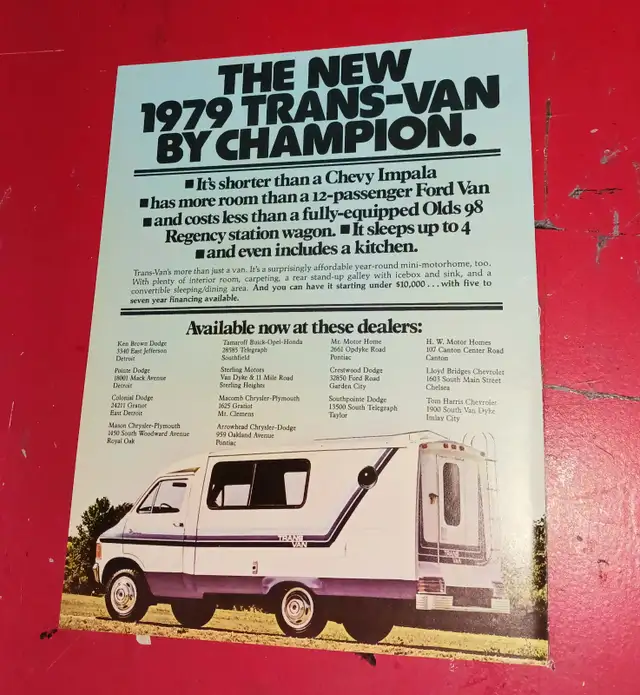 THE NEW
1979 TRANS-VAN
BY CHAMPION.
■ It's shorter than a Chevy Impala
■ has more room than a 12-passenger Ford Van
■ and costs less than a fully-equipped Olds 98
Regency station wagon. ■ It sleeps up to 4
■ and even includes a kitchen.
Trans-Van's more than just a van. It's a surprisingly affordable year-round mini-motorhome, too.
With plenty of interior room, carpeting, a rear stand-up galley with icebox and sink, and a
convertible sleeping/dining area. And you can have it starting under $10,000 . . . with five to
seven year financing available.
Available now at these dealers:
Ken Brown Dodge
5340 East Jefferson
Detroit
Pointe Dodge
18001 Mack Avenue
Detroit
Colonial Dodge
24211 Gratiot
East Detroit
Mason Chrysler-Plymouth
1450 South Woodward Avenue
Royal Oak
Tamaroff Buick-Opel-Honda
28585 Telegraph
Southfield
Sterling Motors
Van Dyke & 11 Mile Road
Sterling Heights
Macomb Chrysler-Plymouth
3625 Gratiot
Mt. Clemens
Arrowhead Chrysler-Dodge
959 Oakland Avenue
Pontiac
Mr. Motor Home
2661 Opdyke Road
Pontiac
Crestwood Dodge
32850 Ford Road
Garden City
Southpointe Dodge
13500 South Telegraph
Taylor
H. W. Motor Homes
107 Canton Center Road
Canton
Lloyd Bridges Chevrolet
1603 South Main Street
Chelsea
Tom Harris Chevrolet
1900 South Van Dyke
Imlay City
TRANS
VAN
TRANS
VAN